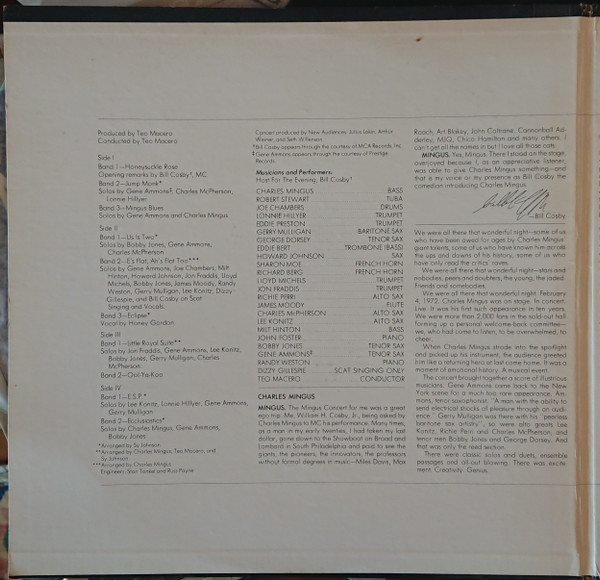 Produced by Teo Macero
Conducted by Teo Macero
Side I
Band 1—Honeysuckle Rose
Opening remarks by Bill Cosby†, MC
Band 2—Jump Monk*
Solos by Gene Ammons‡, Charles McPherson,
Lonnie Hillyer
Band 3—Mingus Blues
Solos by Gene Ammons and Charles Mingus
Side II
Band 1—Us Is Two*
Solos by Bobby Jones, Gene Ammons,
Charles McPherson
Band 2—E's Flat, Ah's Flat Too***
Solos by Gene Ammons, Joe Chambers, Milt
Hinton, Howard Johnson, Jon Fraddis, Lloyd
Michels, Bobby Jones, James Moody, Randy
Weston, Gerry Mulligan, Lee Konitz, Dizzy
Gillespie, and Bill Cosby on Scat
Singing and Vocals
Band 3—Eclipse*
Vocal by Honey Gordon
Side III
Band 1—Little Royal Suite**
Solos by Jon Fraddis, Gene Ammons, Lee Konitz,
Bobby Jones, Gerry Mulligan, Charles
McPherson
Band 2—Ool-Ya-Koo
Side IV
Band 1—E.S.P.*
Solos by Lee Konitz, Lonnie Hillyer, Gene Ammons,
Gerry Mulligan
Band 2—Ecclusiastics*
Solos by Charles Mingus, Gene Ammons,
Bobby Jones
*Arranged by Sy Johnson
**Arranged by Charles Mingus, Teo Macero, and
Sy Johnson
***Arranged by Charles Mingus
Engineers: Stan Tonkel and Russ Payne
Concert produced by New Audiences, Julius Lokin, Arthur
Weiner, and Seth Willenson
†Bill Cosby appears through the courtesy of MCA Records, Inc.
‡Gene Ammons appears through the courtesy of Prestige
Records
Musicians and Performers:
Host For The Evening, Bill Cosby†
CHARLES MINGUS BASS
ROBERT STEWART TUBA
JOE CHAMBERS DRUMS
LONNIE HILLYER TRUMPET
EDDIE PRESTON TRUMPET
GERRY MULLIGAN BARITONE SAX
GEORGE DORSEY TENOR SAX
EDDIE BERT TROMBONE (BASS)
HOWARD JOHNSON SAX
SHARON MOE FRENCH HORN
RICHARD BERG FRENCH HORN
LLOYD MICHELS TRUMPET
JON FRADDIS TRUMPET
RICHIE PERRI ALTO SAX
JAMES MOODY FLUTE
CHARLES McPHERSON ALTO SAX
LEE KONITZ ALTO SAX
MILT HINTON BASS
JOHN FOSTER PIANO
BOBBY JONES TENOR SAX
GENE AMMONS‡ TENOR SAX
RANDY WESTON PIANO
DIZZY GILLESPIE SCAT SINGING ONLY
TEO MACERO CONDUCTOR
CHARLES MINGUS
MINGUS. The Mingus Concert for me was a great
ego trip. Me, William H. Cosby, Jr., being asked by
Charles Mingus to MC his performance. Many times,
as a man in my early twenties, I had taken my last
dollar, gone down to the Showboat on Broad and
Lombard in South Philadelphia and paid to see the
giants, the pioneers, the innovators, the professors
without formal degrees in music—Miles Davis, Max
Roach, Art Blakey, John Coltrane, Cannonball Ad-
derley, MJQ, Chico Hamilton and many others. I
can't get all the names in but I love all those cats.
MINGUS. Yes, Mingus. There I stood on the stage,
overjoyed because I, as an appreciative listener,
was able to give Charles Mingus something—and
that is my voice or my presence as Bill Cosby the
comedian introducing Charles Mingus.
—Bill Cosby
We were all there that wonderful night—some of us
who have been awed for ages by Charles Mingus'
giant talents, some of us who have known him across
the ups and downs of his history, some of us who
have only read the critics' raves.
We were all there that wonderful night—stars and
nobodies, peers and doubters, the young, the jaded.
Friends and somebodies.
We were all there that wonderful night. February
4, 1972. Charles Mingus was on stage. In concert.
Live. It was his first such appearance in ten years.
We were more than 2,000 fans in the sold-out hall
forming up a personal welcome-back committee—
we, who had come to listen, to be overwhelmed, to
cheer.
When Charles Mingus strode into the spotlight
and picked up his instrument, the audience greeted
him like a returning hero at last come home. It was a
moment of emotional history. A musical event.
The concert brought together a score of illustrious
musicians. Gene Ammons came back to the New
York scene for a much too rare appearance. Am-
mons, tenor saxophonist. "A man with the ability to
send electrical shocks of pleasure through an audi-
ence." Gerry Mulligan was there with his "peerless
baritone sax artistry", so were alto greats Lee
Konitz, Richie Perri and Charles McPherson, and
tenor men Bobby Jones and George Dorsey. And
that was only the reed section.
There were classic solos and duets, ensemble
passages and all-out blowing. There was excite-
ment. Creativity. Genius.